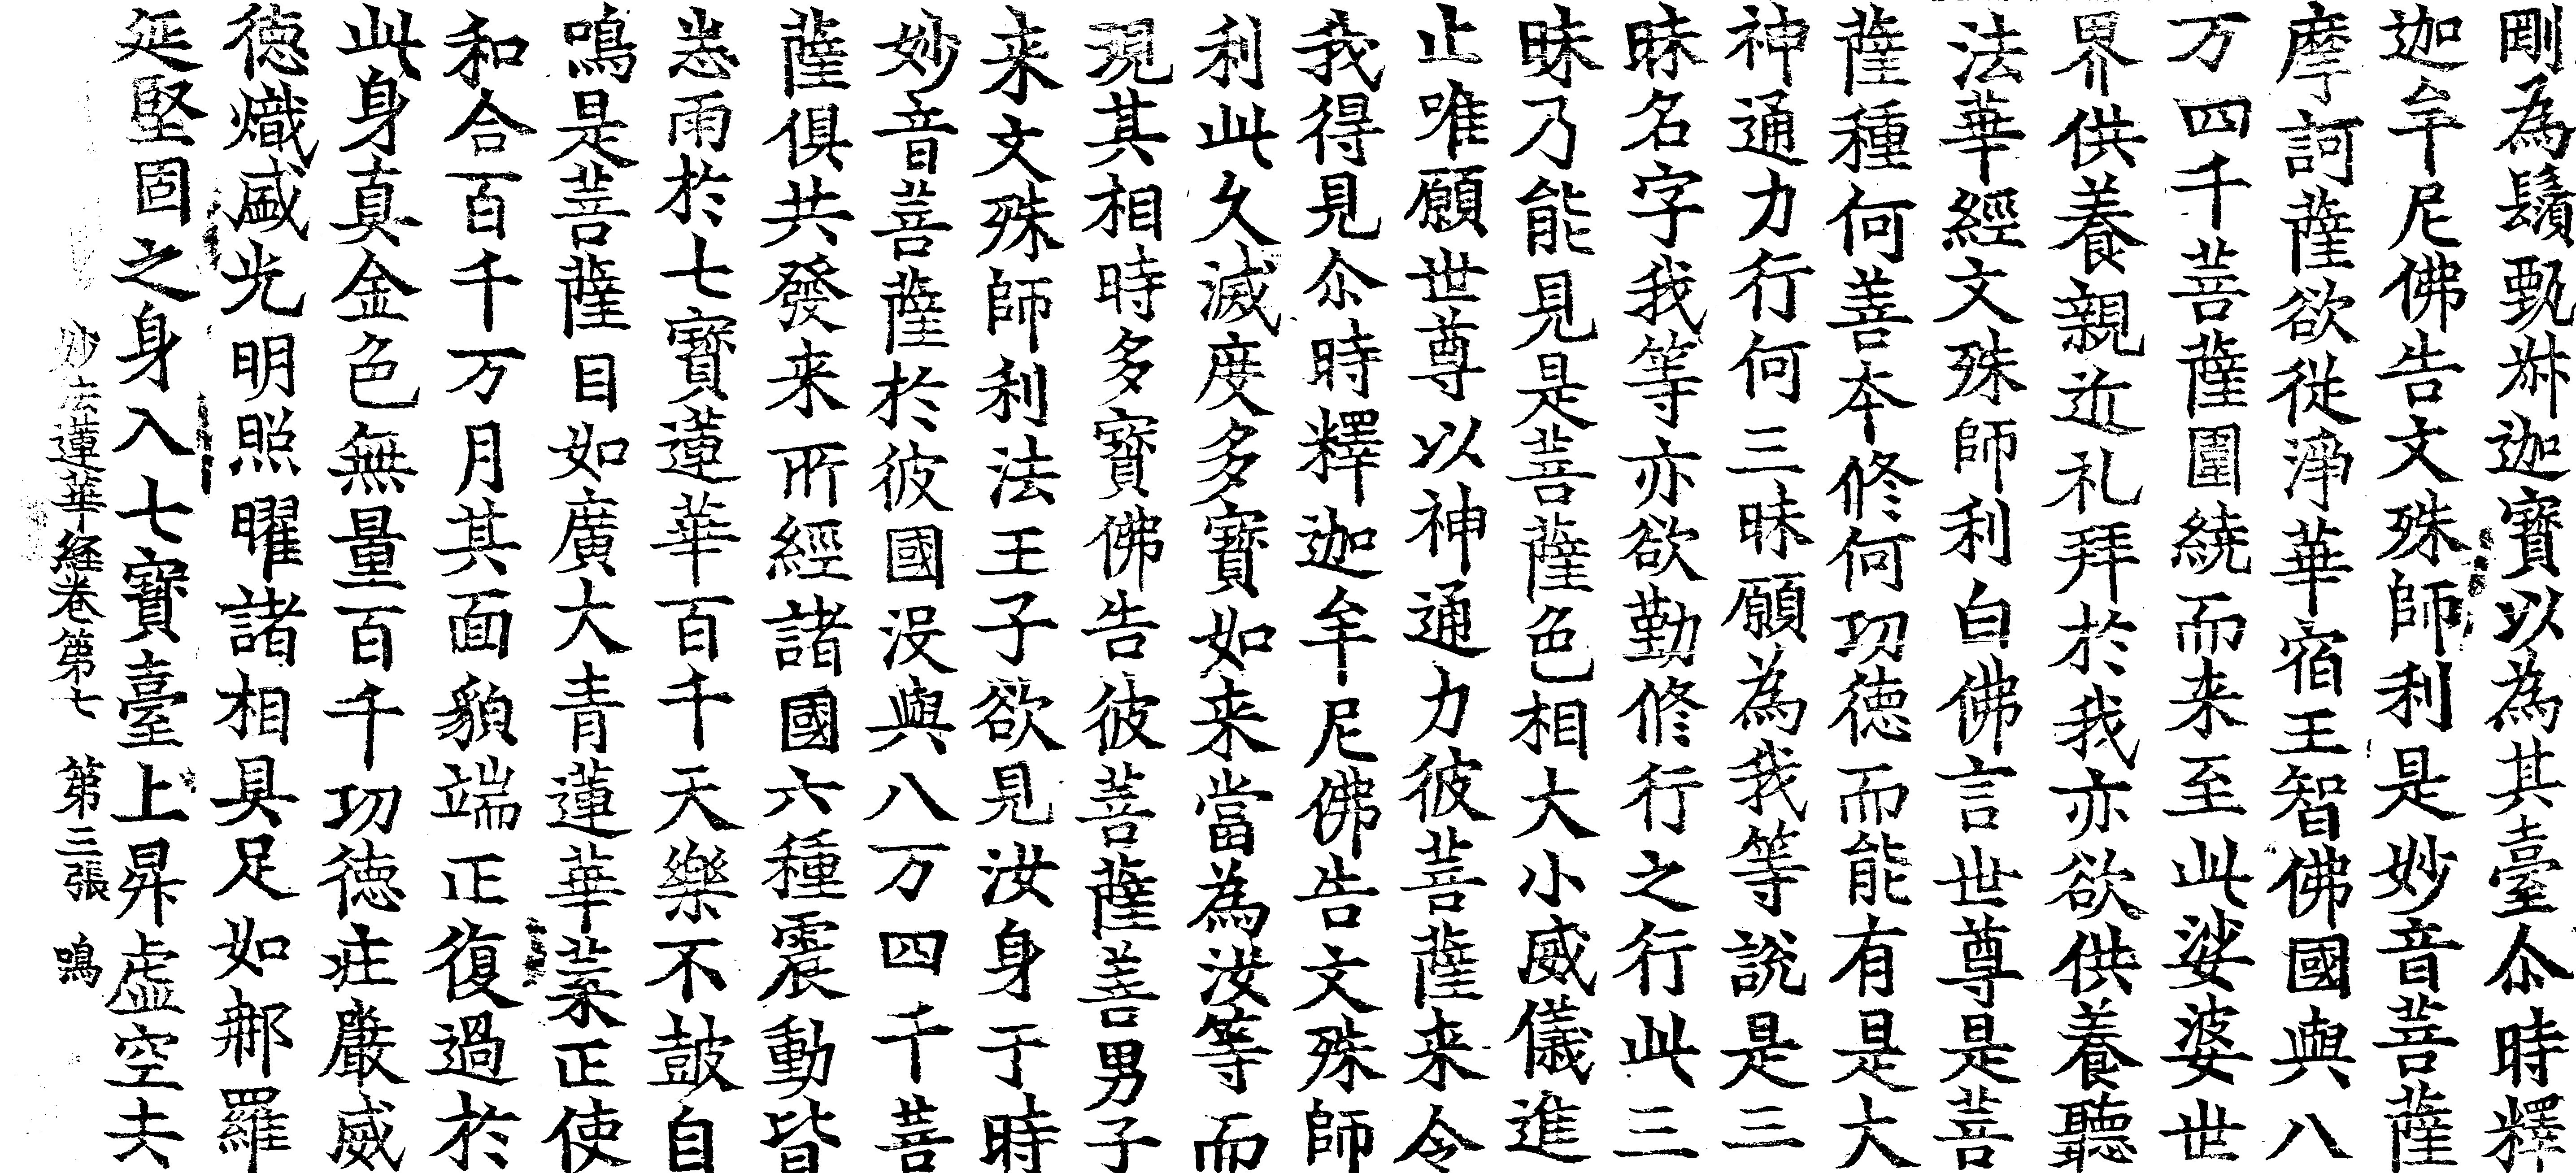 剛為鬚甄叔迦寶以為其臺尒時釋
迦牟尼佛告文殊師利是妙音菩薩
摩訶薩欲從淨華宿王智佛國與八
万四千菩薩圍繞而来至此娑婆世
界供養親近礼拜於我亦欲供養聽
法華經文殊師利白佛言世尊是菩
薩種何善本修何功徳而能有是大
神通力行何三昧願為我等說是三
昧名字我等亦欲勤修行之行此三
昧乃能見是菩薩色相大小威儀進
止唯願世尊以神通力彼菩薩来令
我得見尒時釋迦牟尼佛告文殊師
利此久滅度多寶如来當為汝等而
現其相時多寶佛告彼菩薩善男子
来文殊師利法王子欲見汝身于時
妙音菩薩於彼國没與八万四千菩
薩俱共發来所經諸國六種震動皆
悉雨於七寶蓮華百千天樂不鼓自
鳴是菩薩目如廣大青蓮華葉正使
和合百千万月其面貌端正復過於
此身真金色無量百千功徳莊嚴威
徳熾盛光明照曜諸相具足如那羅
延堅固之身入七寶臺上昇虛空去
妙法蓮華経卷第七 第三張 鳴